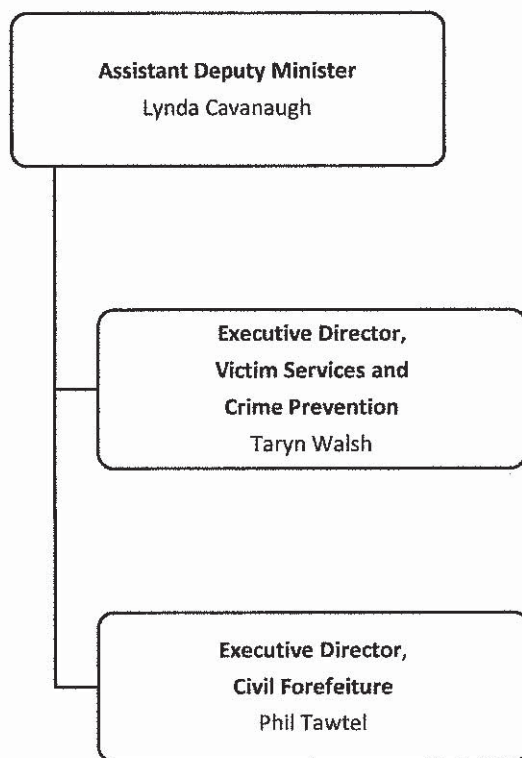 Assistant Deputy Minister
Lynda Cavanaugh
Executive Director,
Victim Services and
Crime Prevention
Taryn Walsh
Executive Director,
Civil Forefeiture
Phil Tawtel